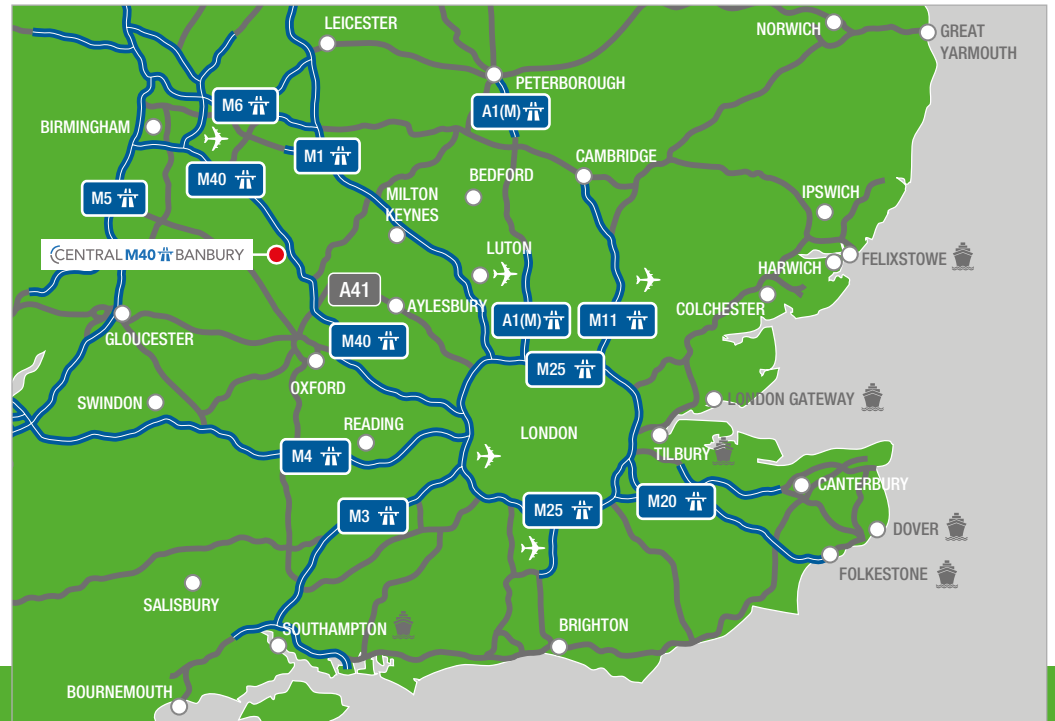 LEICESTER
NORWICH
GREAT
YARMOUTH
PETERBOROUGH
M6
A1(M)
BIRMINGHAM
M1
CAMBRIDGE
M40
BEDFORD
M5
MILTON
KEYNES
IPSWICH
CENTRAL M40 BANBURY
LUTON
HARWICH
FELIXSTOWE
A41
AYLESBURY
COLCHESTER
GLOUCESTER
A1(M)
M11
M40
M25
OXFORD
SWINDON
LONDON GATEWAY
READING
LONDON
TILBURY
M4
CANTERBURY
M3
M25
M20
DOVER
FOLKESTONE
SALISBURY
SOUTHAMPTON
BRIGHTON
BOURNEMOUTH